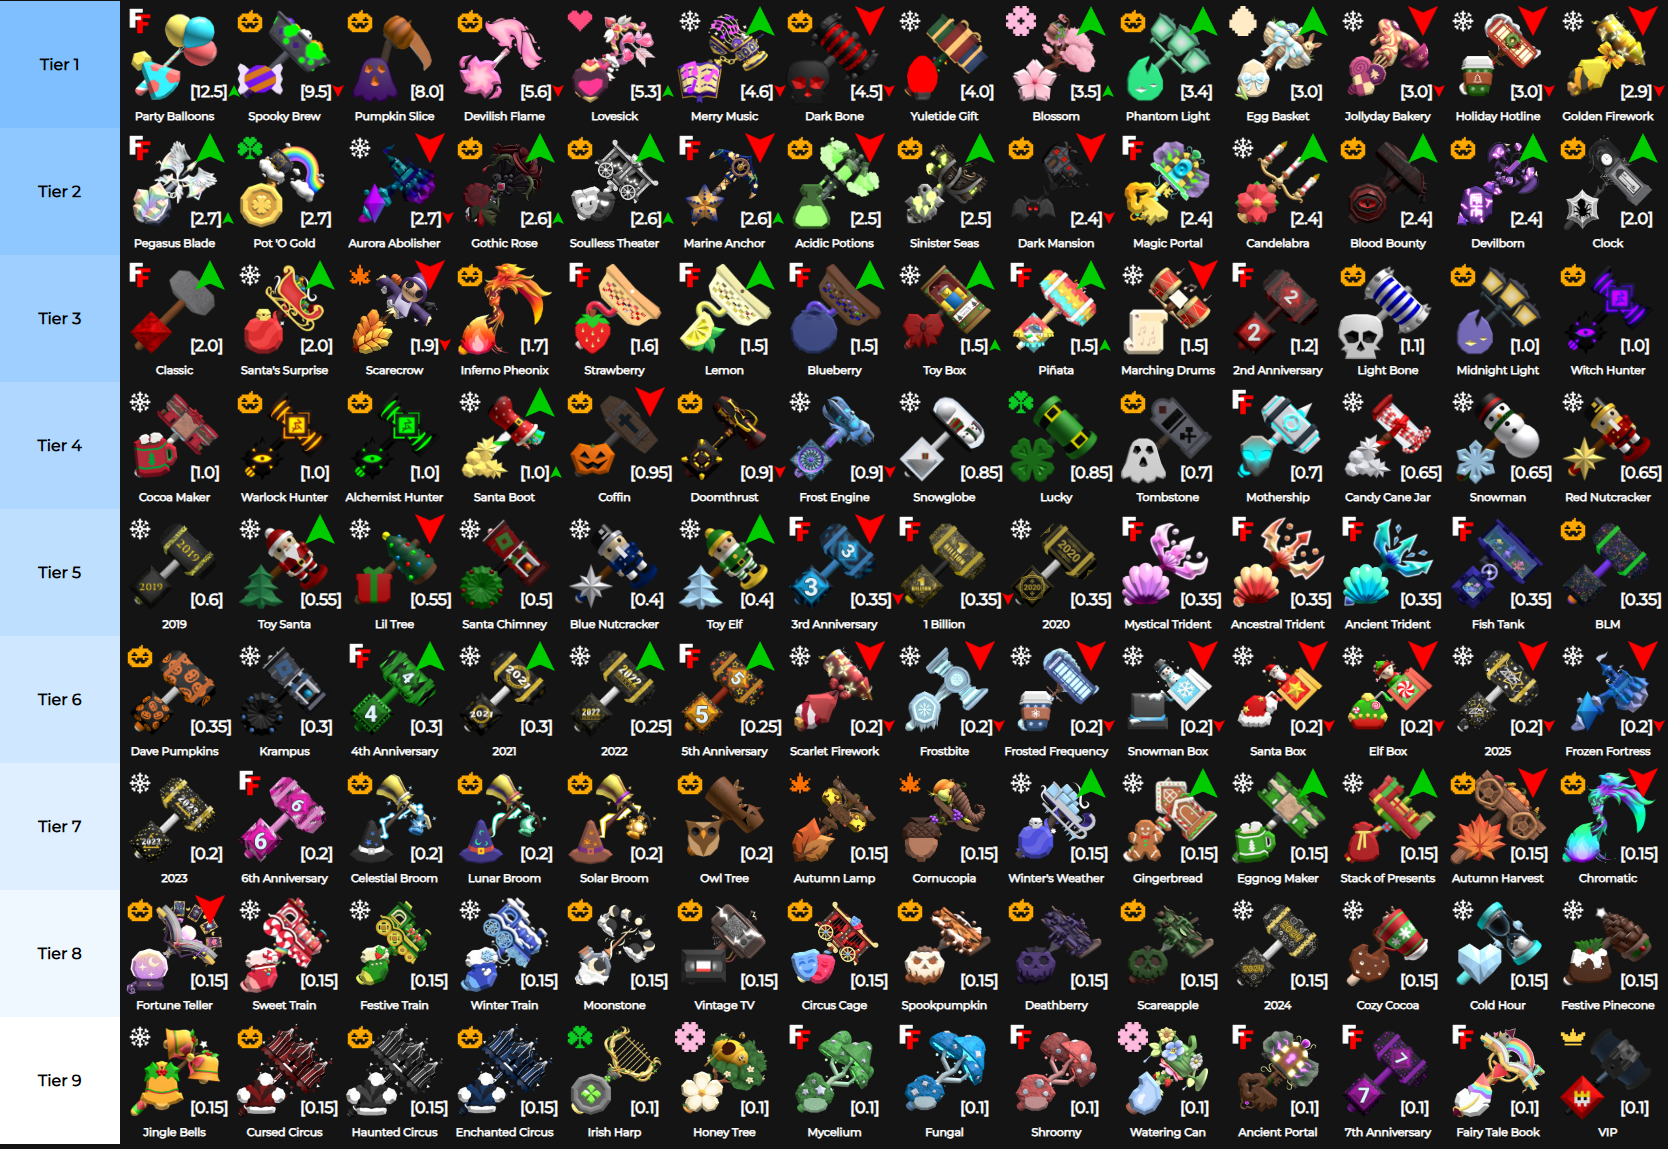 Tier 1
[12.5] [9.5] [8.0] [5.6] [5.3] [4.6] [4.5] [4.0] [3.5] [3.4] [3.0] [3.0] [3.0] [2.9]
Party Balloons Spooky Brew Pumpkin Slice Devilish Flame Lovesick Merry Music Dark Bone Yuletide Gift Blossom Phantom Light Egg Basket Jollyday Bakery Holiday Hotline Golden Firework
Tier 2
[2.7] [2.7] [2.7] [2.6] [2.6] [2.6] [2.5] [2.5] [2.4] [2.4] [2.4] [2.4] [2.4] [2.0]
Pegasus Blade Pot 'O Gold Aurora Abolisher Gothic Rose Soulless Theater Marine Anchor Acidic Potions Sinister Seas Dark Mansion Magic Portal Candelabra Blood Bounty Devilborn Clock
Tier 3
[2.0] [2.0] [1.9] [1.7] [1.6] [1.5] [1.5] [1.5] [1.5] [1.5] [1.2] [1.1] [1.0] [1.0]
Classic Santa's Surprise Scarecrow Inferno Pheonix Strawberry Lemon Blueberry Toy Box Piñata Marching Drums 2nd Anniversary Light Bone Midnight Light Witch Hunter
Tier 4
[1.0] [1.0] [1.0] [1.0] [0.95] [0.9] [0.9] [0.85] [0.85] [0.7] [0.7] [0.65] [0.65] [0.65]
Cocoa Maker Warlock Hunter Alchemist Hunter Santa Boot Coffin Doomthrust Frost Engine Snowglobe Lucky Tombstone Mothership Candy Cane Jar Snowman Red Nutcracker
Tier 5
[0.6] [0.55] [0.55] [0.5] [0.4] [0.4] [0.35] [0.35] [0.35] [0.35] [0.35] [0.35] [0.35] [0.35]
2019 Toy Santa Lil Tree Santa Chimney Blue Nutcracker Toy Elf 3rd Anniversary 1 Billion 2020 Mystical Trident Ancestral Trident Ancient Trident Fish Tank BLM
Tier 6
[0.35] [0.3] [0.3] [0.3] [0.25] [0.25] [0.2] [0.2] [0.2] [0.2] [0.2] [0.2] [0.2] [0.2]
Dave Pumpkins Krampus 4th Anniversary 2021 2022 5th Anniversary Scarlet Firework Frostbite Frosted Frequency Snowman Box Santa Box Elf Box 2025 Frozen Fortress
Tier 7
[0.2] [0.2] [0.2] [0.2] [0.2] [0.2] [0.15] [0.15] [0.15] [0.15] [0.15] [0.15] [0.15] [0.15]
2023 6th Anniversary Celestial Broom Lunar Broom Solar Broom Owl Tree Autumn Lamp Cornucopia Winter's Weather Gingerbread Eggnog Maker Stack of Presents Autumn Harvest Chromatic
Tier 8
[0.15] [0.15] [0.15] [0.15] [0.15] [0.15] [0.15] [0.15] [0.15] [0.15] [0.15] [0.15] [0.15] [0.15]
Fortune Teller Sweet Train Festive Train Winter Train Moonstone Vintage TV Circus Cage Spookpumpkin Deathberry Scareapple 2024 Cozy Cocoa Cold Hour Festive Pinecone
Tier 9
[0.15] [0.15] [0.15] [0.15] [0.1] [0.1] [0.1] [0.1] [0.1] [0.1] [0.1] [0.1] [0.1] [0.1]
Jingle Bells Cursed Circus Haunted Circus Enchanted Circus Irish Harp Honey Tree Mycelium Fungal Shroomy Watering Can Ancient Portal 7th Anniversary Fairy Tale Book VIP